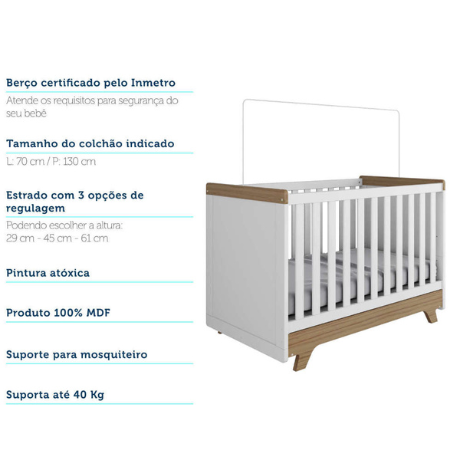 Berço certificado pelo Inmetro
Atende os requisitos para segurança do
seu bebê
Tamanho do colchão indicado
L: 70 cm / P: 130 cm
Estrado com 3 opções de
regulagem
Podendo escolher a altura:
29 cm - 45 cm - 61 cm
Pintura atóxica
Produto 100% MDF
Suporte para mosquiteiro
Suporta até 40 Kg